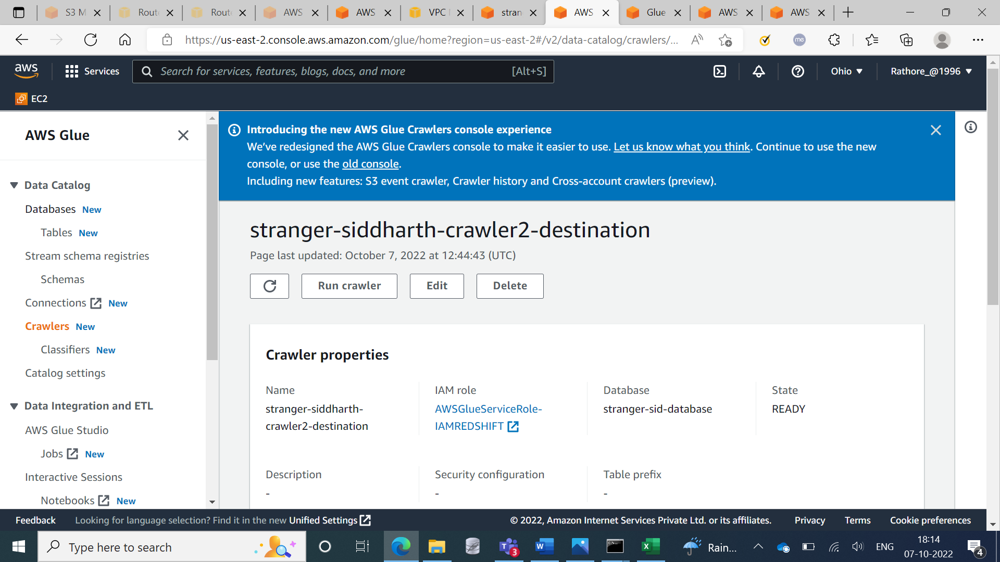 S3 M
Route
Route
AWS
AWS
VPC
stran
AWS
Glue
AWS
AWS
https://us-east-2.console.aws.amazon.com/glue/home?region=us-east-2#/v2/data-catalog/crawlers/...
me
aws
Services
Search for services, features, blogs, docs, and more [Alt+S]
Ohio
Rathore_@1996
EC2
AWS Glue
Data Catalog
Databases New
Tables New
Stream schema registries
Schemas
Connections New
Crawlers New
Classifiers New
Catalog settings
Data Integration and ETL
AWS Glue Studio
Jobs New
Interactive Sessions
Notebooks New
Introducing the new AWS Glue Crawlers console experience
We've redesigned the AWS Glue Crawlers console to make it easier to use. Let us know what you think. Continue to use the new
console, or use the old console.
Including new features: S3 event crawler, Crawler history and Cross-account crawlers (preview).
stranger-siddharth-crawler2-destination
Page last updated: October 7, 2022 at 12:44:43 (UTC)
Run crawler
Edit
Delete
Crawler properties
Name
stranger-siddharth-
crawler2-destination
IAM role
AWSGlueServiceRole-
IAMREDSHIFT
Database
stranger-sid-database
State
READY
Description
-
Security configuration
-
Table prefix
-
Feedback
Looking for language selection? Find it in the new Unified Settings
© 2022, Amazon Internet Services Private Ltd. or its affiliates.
Privacy
Terms
Cookie preferences
Type here to search
3
Rain...
ENG
18:14
07-10-2022
4